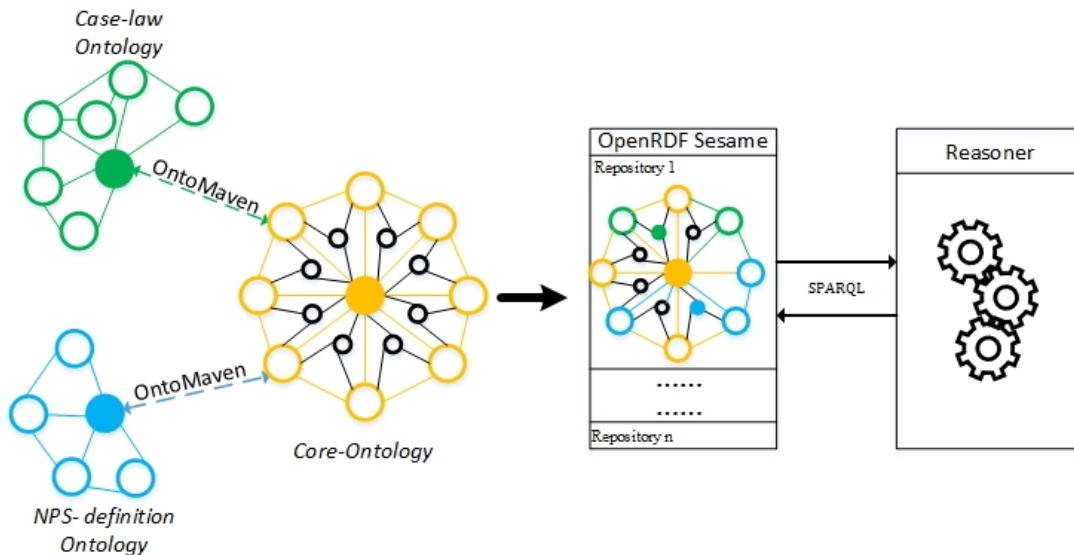 Case-law
Ontology
OntoMaven
OntoMaven
NPS- definition
Ontology
Core-Ontology
OpenRDF Sesame
Repository 1
......
......
Repository n
SPARQL
Reasoner